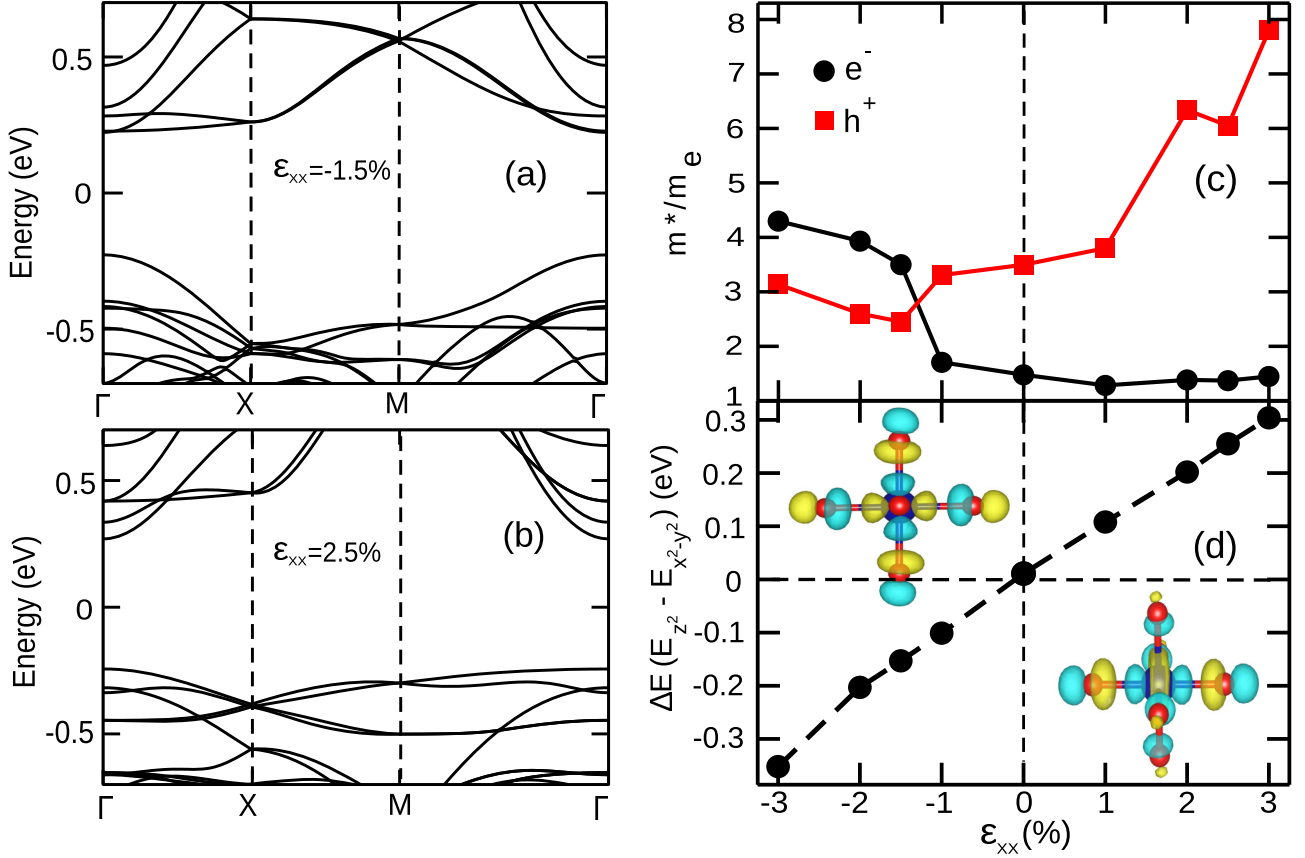 Energy (eV)
0.5
0
-0.5
εxx=-1.5%
(a)
Γ X M Γ
Energy (eV)
0.5
0
-0.5
εxx=2.5%
(b)
Γ X M Γ
m*/me
8
7
6
5
4
3
2
1
e-
h+
(c)
ΔE (Ez2 - Ex2-y2) (eV)
0.3
0.2
0.1
0
-0.1
-0.2
-0.3
(d)
-3 -2 -1 0 1 2 3
εxx(%)